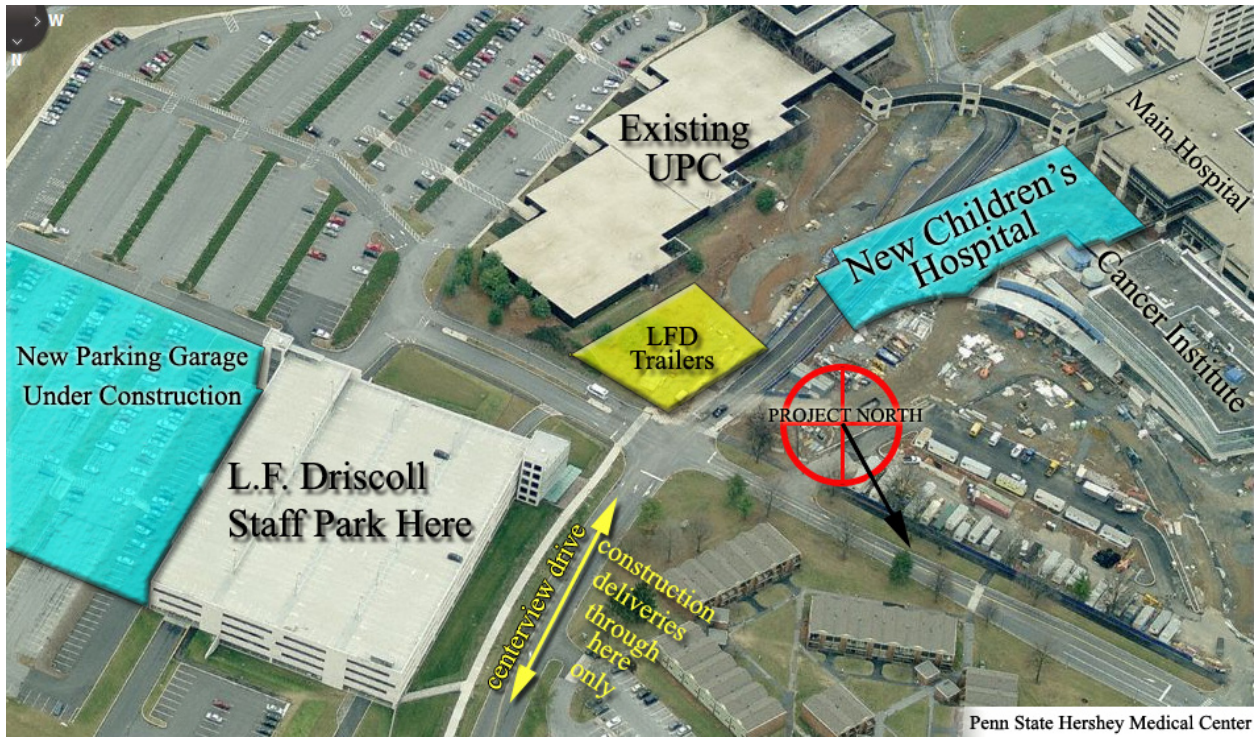 W
N
Existing
UPC
Main Hospital
New Children's
Hospital
Cancer Institute
LFD
Trailers
New Parking Garage
Under Construction
PROJECT NORTH
L.F. Driscoll
Staff Park Here
centerview drive
construction
deliveries
through
here
only
Penn State Hershey Medical Center